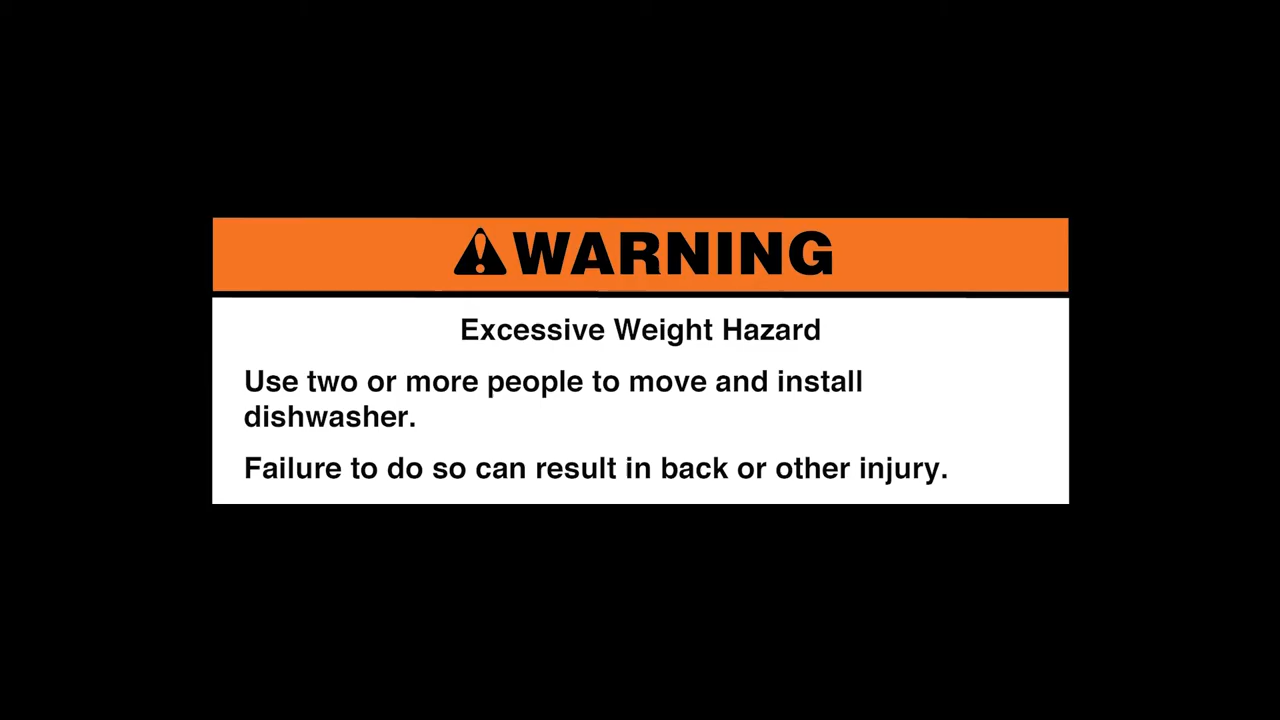 WARNING
Excessive Weight Hazard
Use two or more people to move and install
dishwasher.
Failure to do so can result in back or other injury.